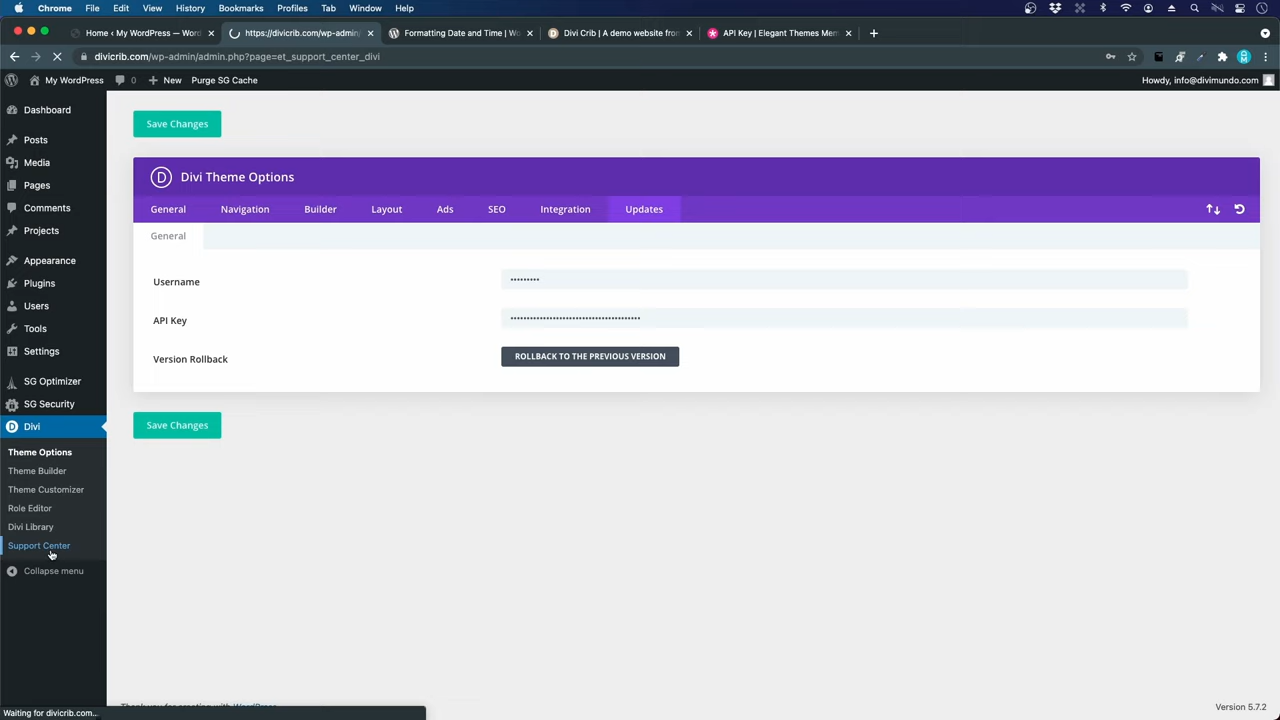 Chrome File Edit View History Bookmarks Profiles Tab Window Help
Home ‹ My WordPress — Word
https://divicrib.com/wp-admin/
Formatting Date and Time | Wo
Divi Crib | A demo website from
API Key | Elegant Themes Mem
divicrib.com/wp-admin/admin.php?page=et_support_center_divi
My WordPress 0 New Purge SG Cache
Howdy, info@divimundo.com
Dashboard
Posts
Media
Pages
Comments
Projects
Appearance
Plugins
Users
Tools
Settings
SG Optimizer
SG Security
Divi
Theme Options
Theme Builder
Theme Customizer
Role Editor
Divi Library
Support Center
Collapse menu
Save Changes
D Divi Theme Options
General Navigation Builder Layout Ads SEO Integration Updates
General
Username
API Key
Version Rollback
ROLLBACK TO THE PREVIOUS VERSION
Save Changes
Version 5.7.2
Waiting for divicrib.com...